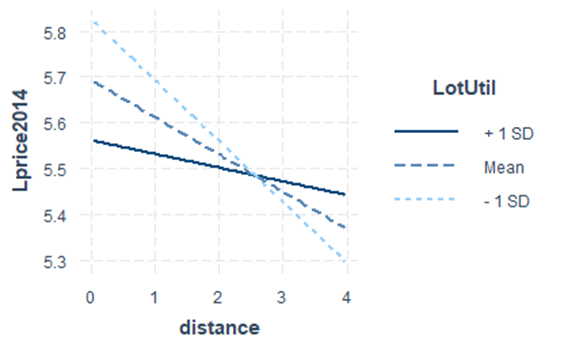 5.8
5.7
5.6
5.5
5.4
5.3
Lprice2014
0 1 2 3 4
distance
LotUtil
+ 1 SD
Mean
- 1 SD